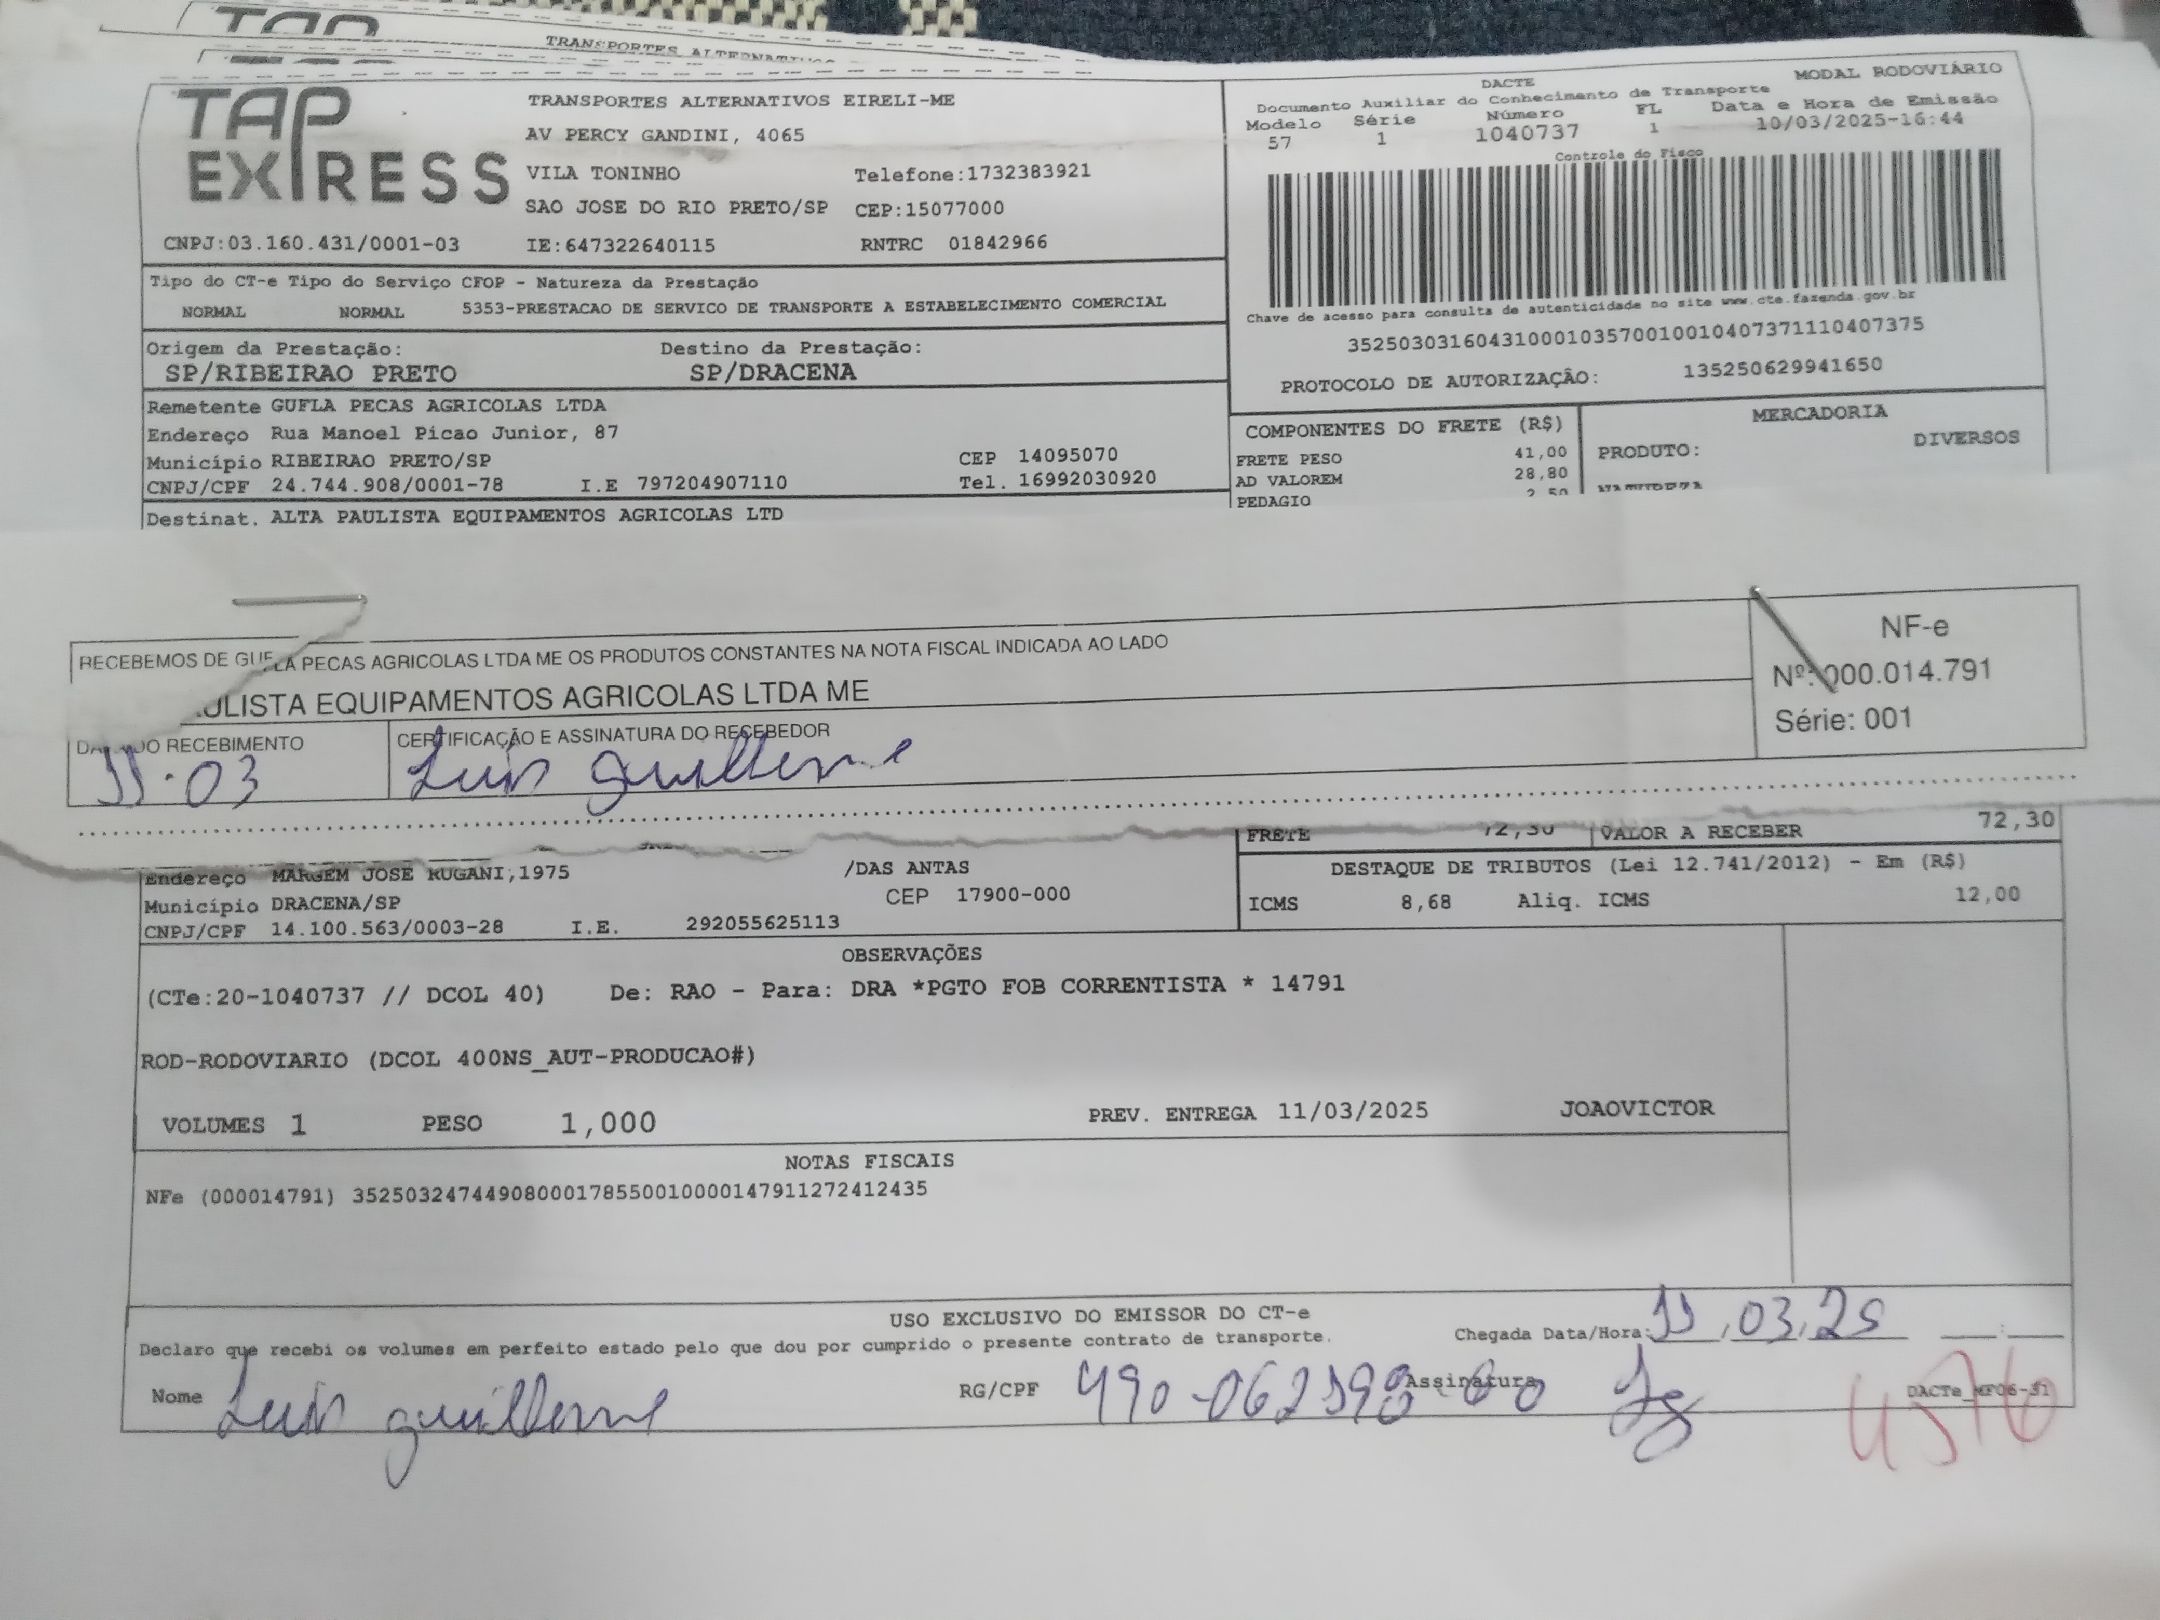 TRANSPORTES
TAP EXPRESS
TRANSPORTES ALTERNATIVOS EIRELI-ME
AV PERCY GANDINI, 4065
VILA TONINHO Telefone:1732383921
SAO JOSE DO RIO PRETO/SP CEP:15077000
CNPJ:03.160.431/0001-03 IE:647322640115 RNTRC 01842966
DACTE MODAL RODOVIÁRIO
Documento Auxiliar do Conhecimento de Transporte
Modelo Série Número FL Data e Hora de Emissão
57 1 1040737 1 10/03/2025-16:44
Controle do Fisco
Chave de acesso para consulta de autenticidade no site www.cte.fazenda.gov.br
35250303160431000103570010010407371110407375
PROTOCOLO DE AUTORIZAÇÃO: 135250629941650
Tipo do CT-e Tipo do Serviço CFOP - Natureza da Prestação
NORMAL NORMAL 5353-PRESTACAO DE SERVICO DE TRANSPORTE A ESTABELECIMENTO COMERCIAL
Origem da Prestação: Destino da Prestação:
SP/RIBEIRAO PRETO SP/DRACENA
Remetente GUFLA PECAS AGRICOLAS LTDA
Endereço Rua Manoel Picao Junior, 87
Município RIBEIRAO PRETO/SP CEP 14095070
CNPJ/CPF 24.744.908/0001-78 I.E 797204907110 Tel. 16992030920
Destinat. ALTA PAULISTA EQUIPAMENTOS AGRICOLAS LTD
COMPONENTES DO FRETE (R$) MERCADORIA
FRETE PESO 41,00 PRODUTO: DIVERSOS
AD VALOREM 28,80
PEDAGIO 2,50
RECEBEMOS DE GUFLA PECAS AGRICOLAS LTDA ME OS PRODUTOS CONSTANTES NA NOTA FISCAL INDICADA AO LADO
EQUIPAMENTOS AGRICOLAS LTDA ME
DO RECEBIMENTO CERTIFICAÇÃO E ASSINATURA DO RECEBEDOR
11.03 Luis guilherme
NF-e
Nº: 000.014.791
Série: 001
FRETE 72,30 VALOR A RECEBER 72,30
Endereço MARGEM JOSE RUGANI,1975 /DAS ANTAS
Município DRACENA/SP CEP 17900-000
CNPJ/CPF 14.100.563/0003-28 I.E. 292055625113
DESTAQUE DE TRIBUTOS (Lei 12.741/2012) - Em (R$)
ICMS 8,68 Aliq. ICMS 12,00
OBSERVAÇÕES
(CTe:20-1040737 // DCOL 40) De: RAO - Para: DRA *PGTO FOB CORRENTISTA * 14791
ROD-RODOVIARIO (DCOL 400NS_AUT-PRODUCAO#)
VOLUMES 1 PESO 1,000 PREV. ENTREGA 11/03/2025 JOAOVICTOR
NOTAS FISCAIS
NFe (000014791) 35250324744908000178550010000147911272412435
USO EXCLUSIVO DO EMISSOR DO CT-e
Declaro que recebi os volumes em perfeito estado pelo que dou por cumprido o presente contrato de transporte. Chegada Data/Hora: 11,03,25
Nome Luis guilherme RG/CPF Assinatura DACTe_MF06-31